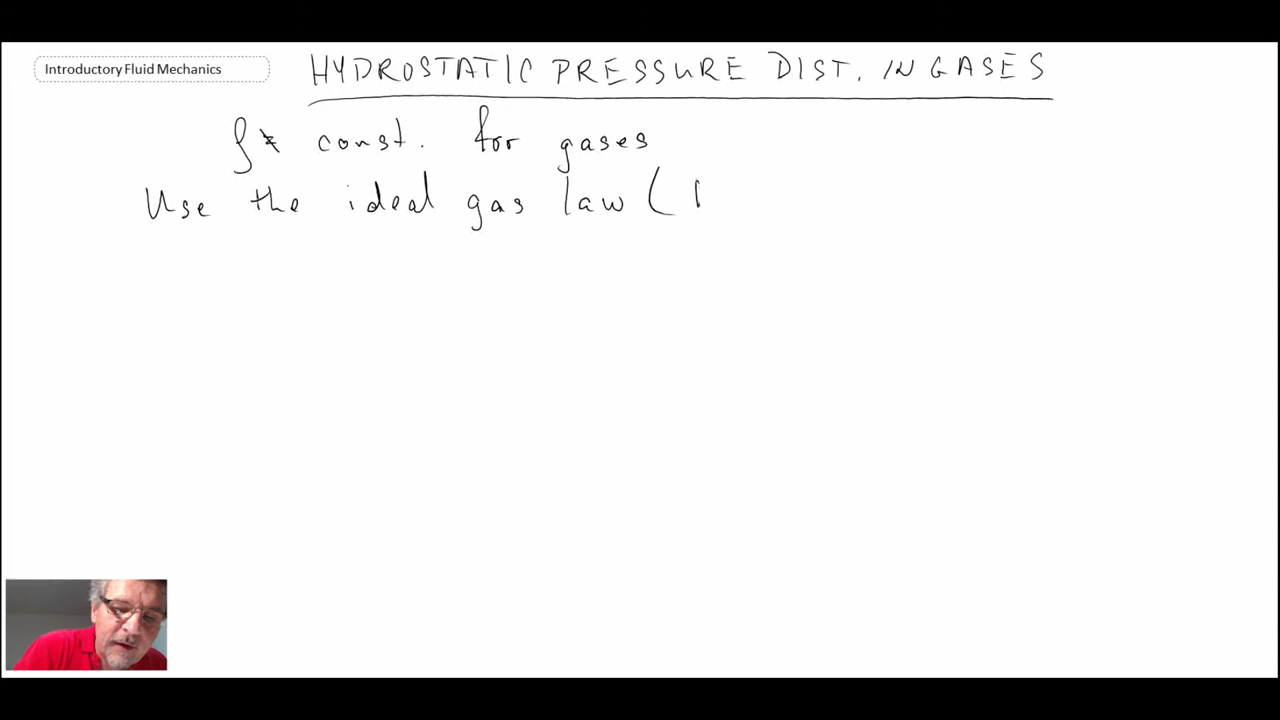 Introductory Fluid Mechanics
HYDROSTATIC PRESSURE DIST. IN GASES
ρ ≠ const. for gases
Use the ideal gas law (